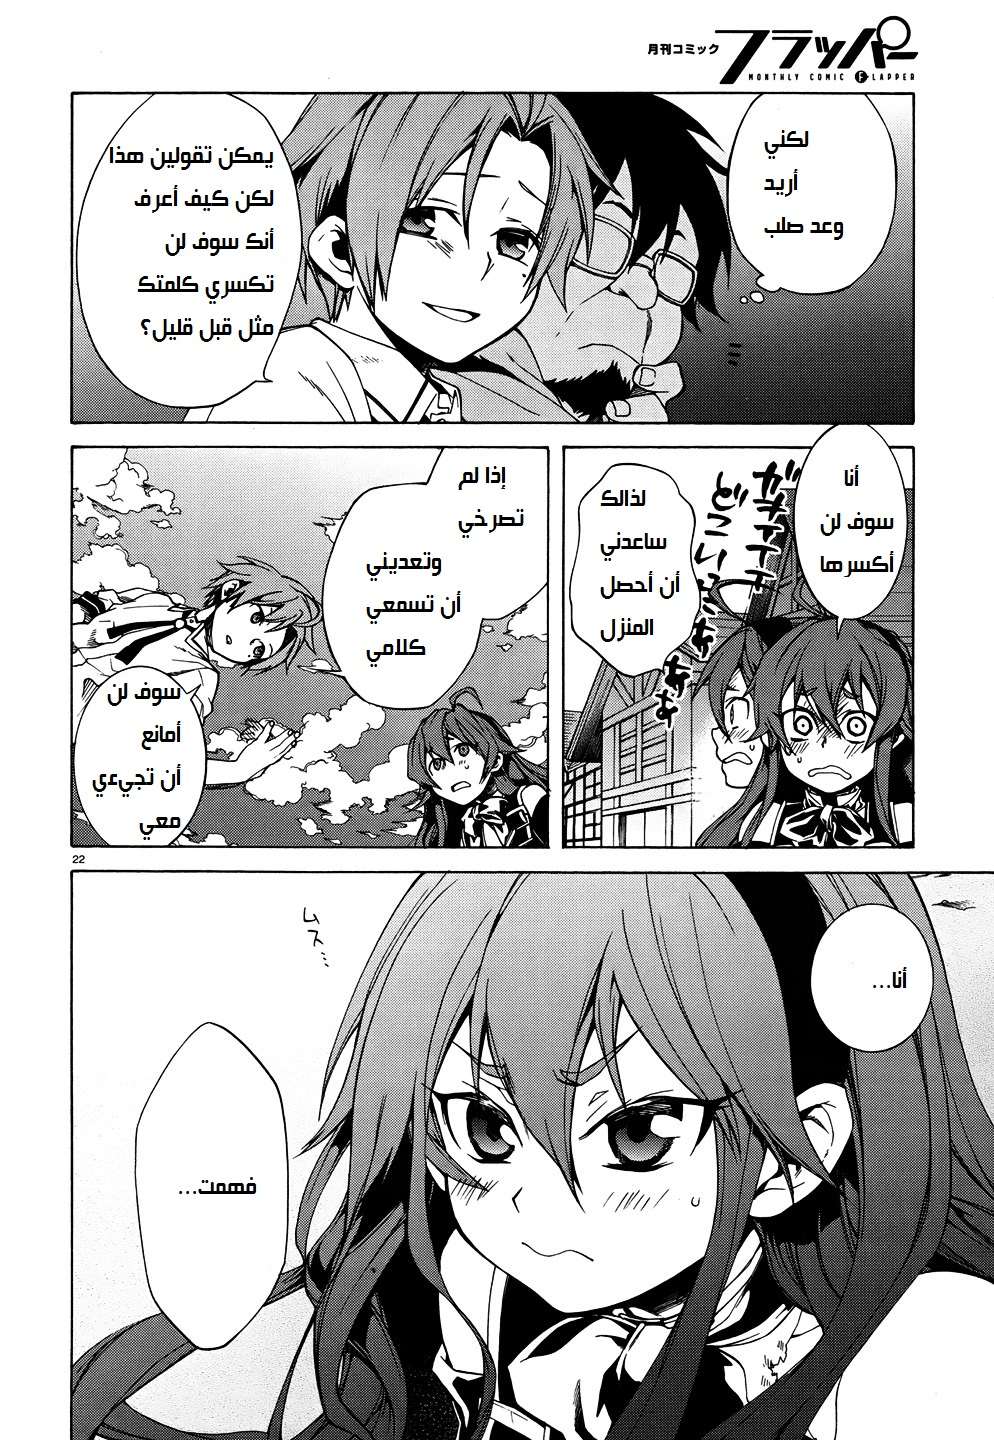 月刊コミック
フラッパー
MONTHLY COMIC FLAPPER
لكني
أريد
وعد صلب
يمكن تقولين هذا
لكن كيف أعرف
أنك سوف لن
تكسري كلمتك
مثل قبل قليل؟
أنا
سوف لن
أكسرها
لذالك
ساعدني
أن أحصل
المنزل
إذا لم
تصرخي
وتعديني
أن تسمعي
كلامي
سوف لن
أمانع
أن تجيءي
معي
22
أنا...
ムス...
فهمت...